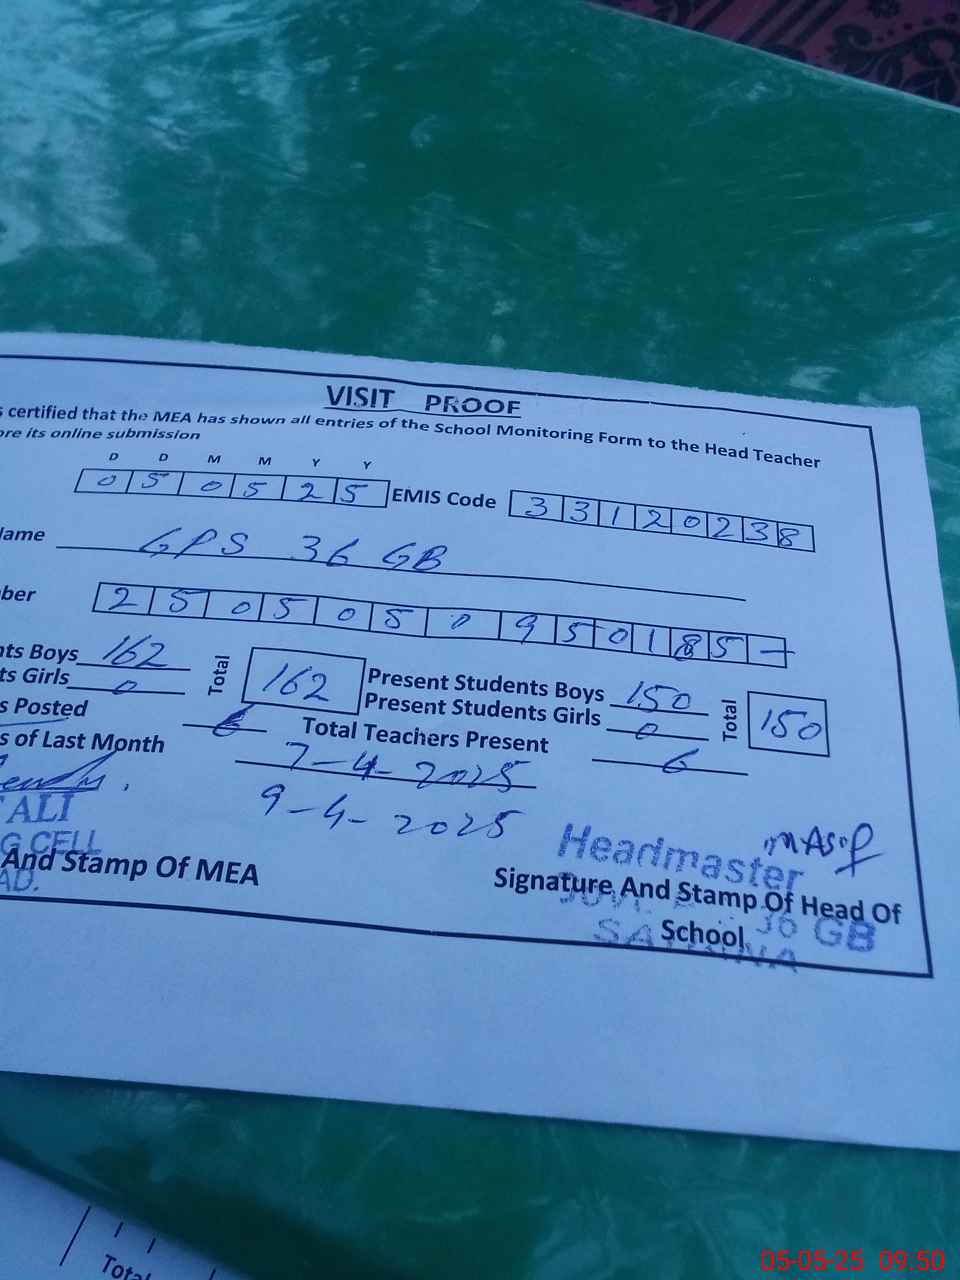 VISIT PROOF
s certified that the MEA has shown all entries of the School Monitoring Form to the Head Teacher
ore its online submission
D D M M Y Y
050525 EMIS Code 33120238
lame GPS 36 GB
ber 2505050950185
nts Boys 162 Total 162 Present Students Boys 150 Total 150
ts Girls 0 Present Students Girls 0
s Posted 6 Total Teachers Present 6
s of Last Month 7-4-2025
9-4-2025
ALI
G CELL
And Stamp Of MEA
AD.
Headmaster
Signature And Stamp Of Head Of
School
36 GB
05-05-25 09:50
Total